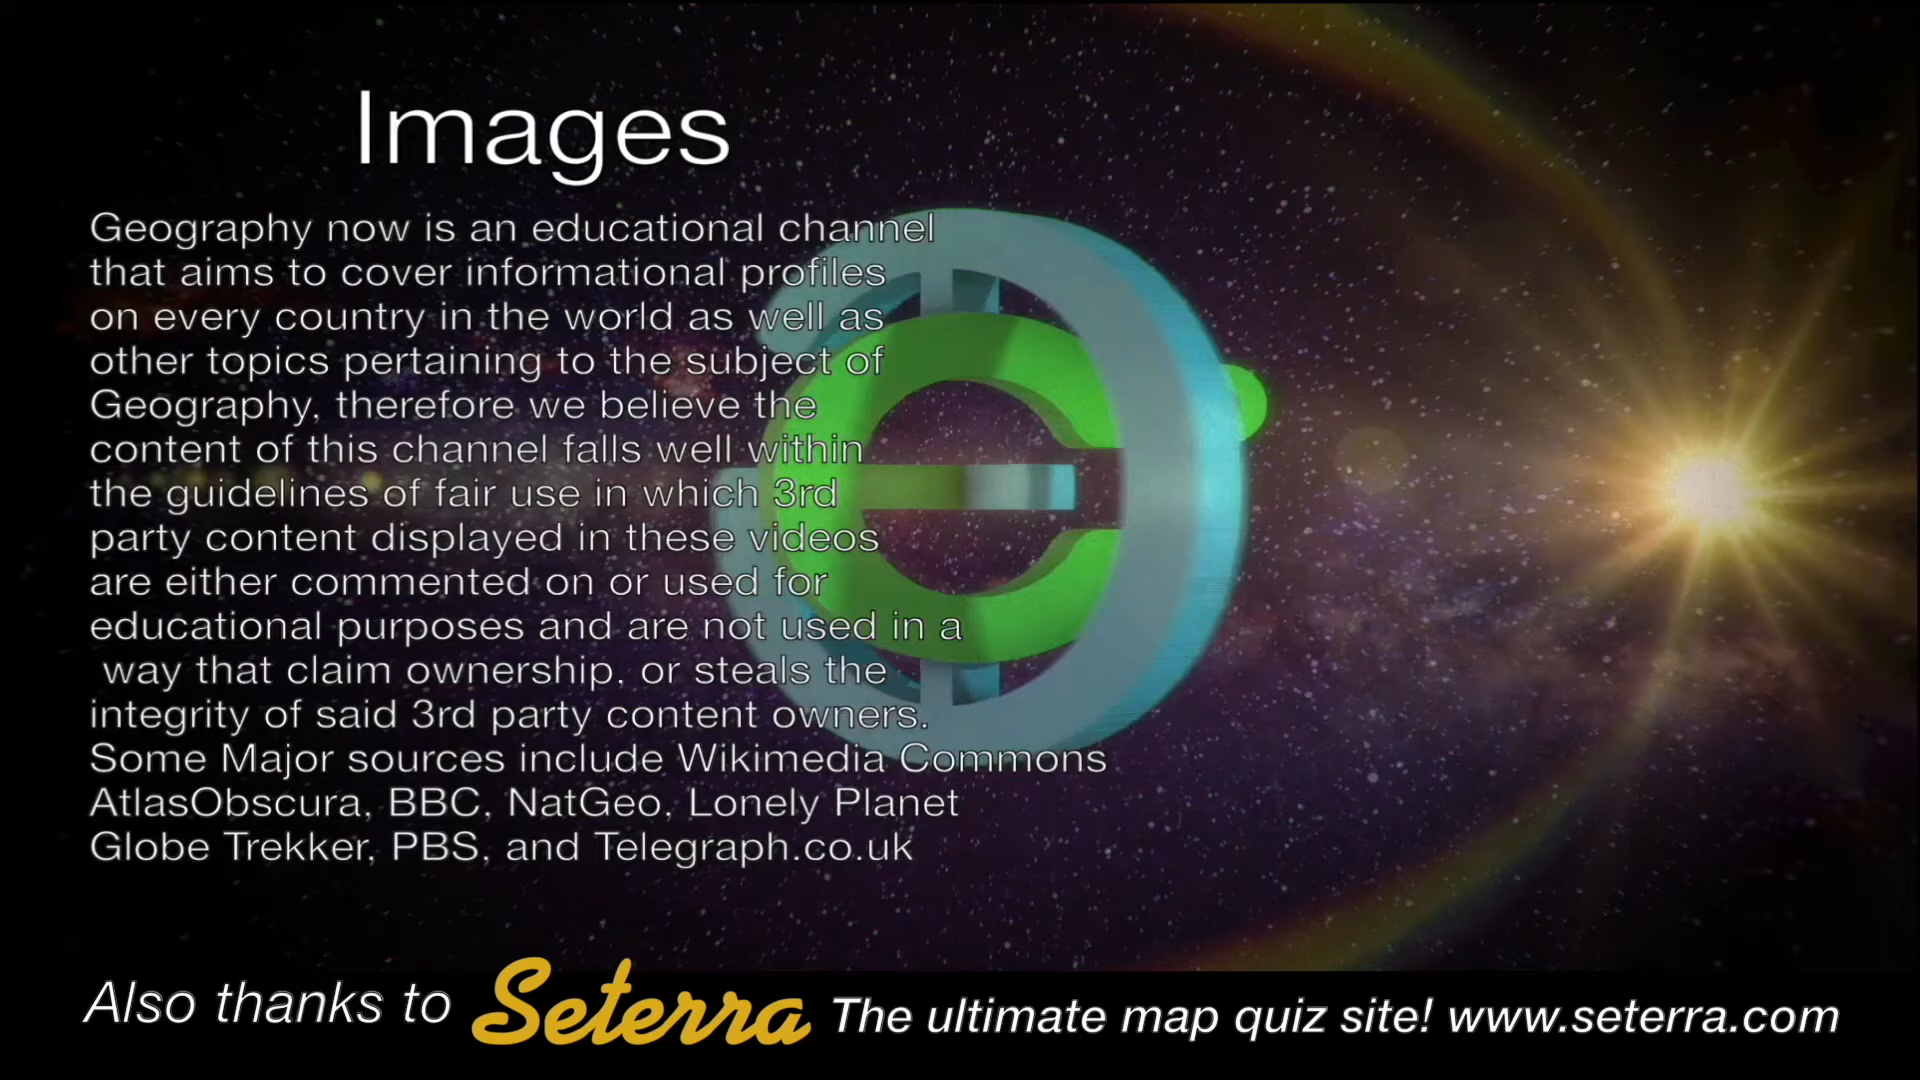 Images
Geography now is an educational channel
that aims to cover informational profiles
on every country in the world as well as
other topics pertaining to the subject of
Geography, therefore we believe the
content of this channel falls well within
the guidelines of fair use in which 3rd
party content displayed in these videos
are either commented on or used for
educational purposes and are not used in a
way that claim ownership, or steals the
integrity of said 3rd party content owners.
Some Major sources include Wikimedia Commons
AtlasObscura, BBC, NatGeo, Lonely Planet
Globe Trekker, PBS, and Telegraph.co.uk
Also thanks to Seterra The ultimate map quiz site! www.seterra.com